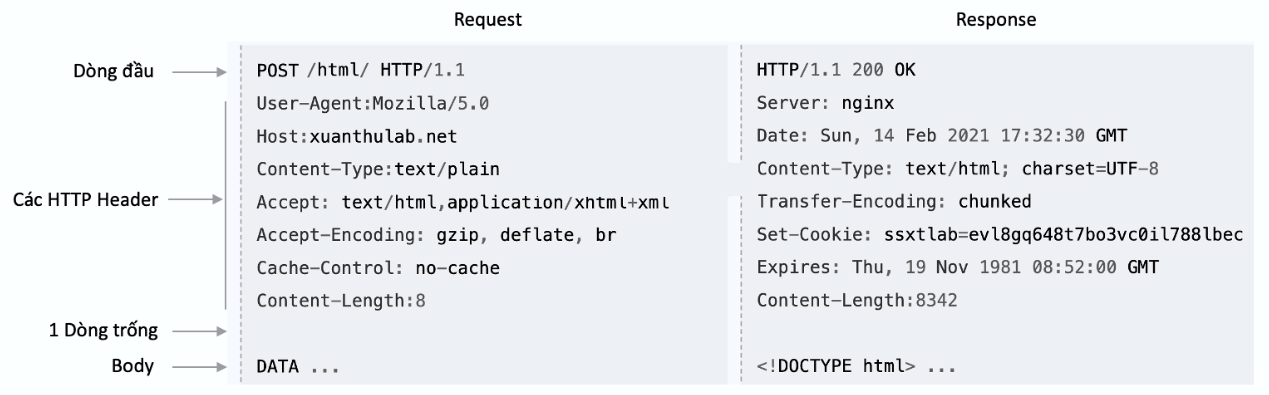 Request
Response
Dòng đầu
Các HTTP Header
1 Dòng trống
Body
POST /html/ HTTP/1.1
User-Agent:Mozilla/5.0
Host:xuanthulab.net
Content-Type:text/plain
Accept: text/html,application/xhtml+xml
Accept-Encoding: gzip, deflate, br
Cache-Control: no-cache
Content-Length:8
DATA ...
HTTP/1.1 200 OK
Server: nginx
Date: Sun, 14 Feb 2021 17:32:30 GMT
Content-Type: text/html; charset=UTF-8
Transfer-Encoding: chunked
Set-Cookie: ssxtlab=evl8gq648t7bo3vc0il788lbec
Expires: Thu, 19 Nov 1981 08:52:00 GMT
Content-Length:8342
<!DOCTYPE html> ...